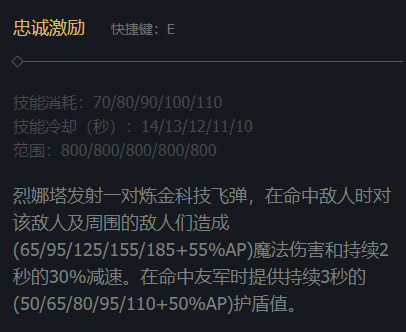 忠诚激励 快捷键：E
技能消耗：70/80/90/100/110
技能冷却（秒）：14/13/12/11/10
范围：800/800/800/800/800
烈娜塔发射一对炼金科技飞弹，在命中敌人时对
该敌人及周围的敌人们造成
(65/95/125/155/185+55%AP)魔法伤害和持续2
秒的30%减速。在命中友军时提供持续3秒的
(50/65/80/95/110+50%AP)护盾值。